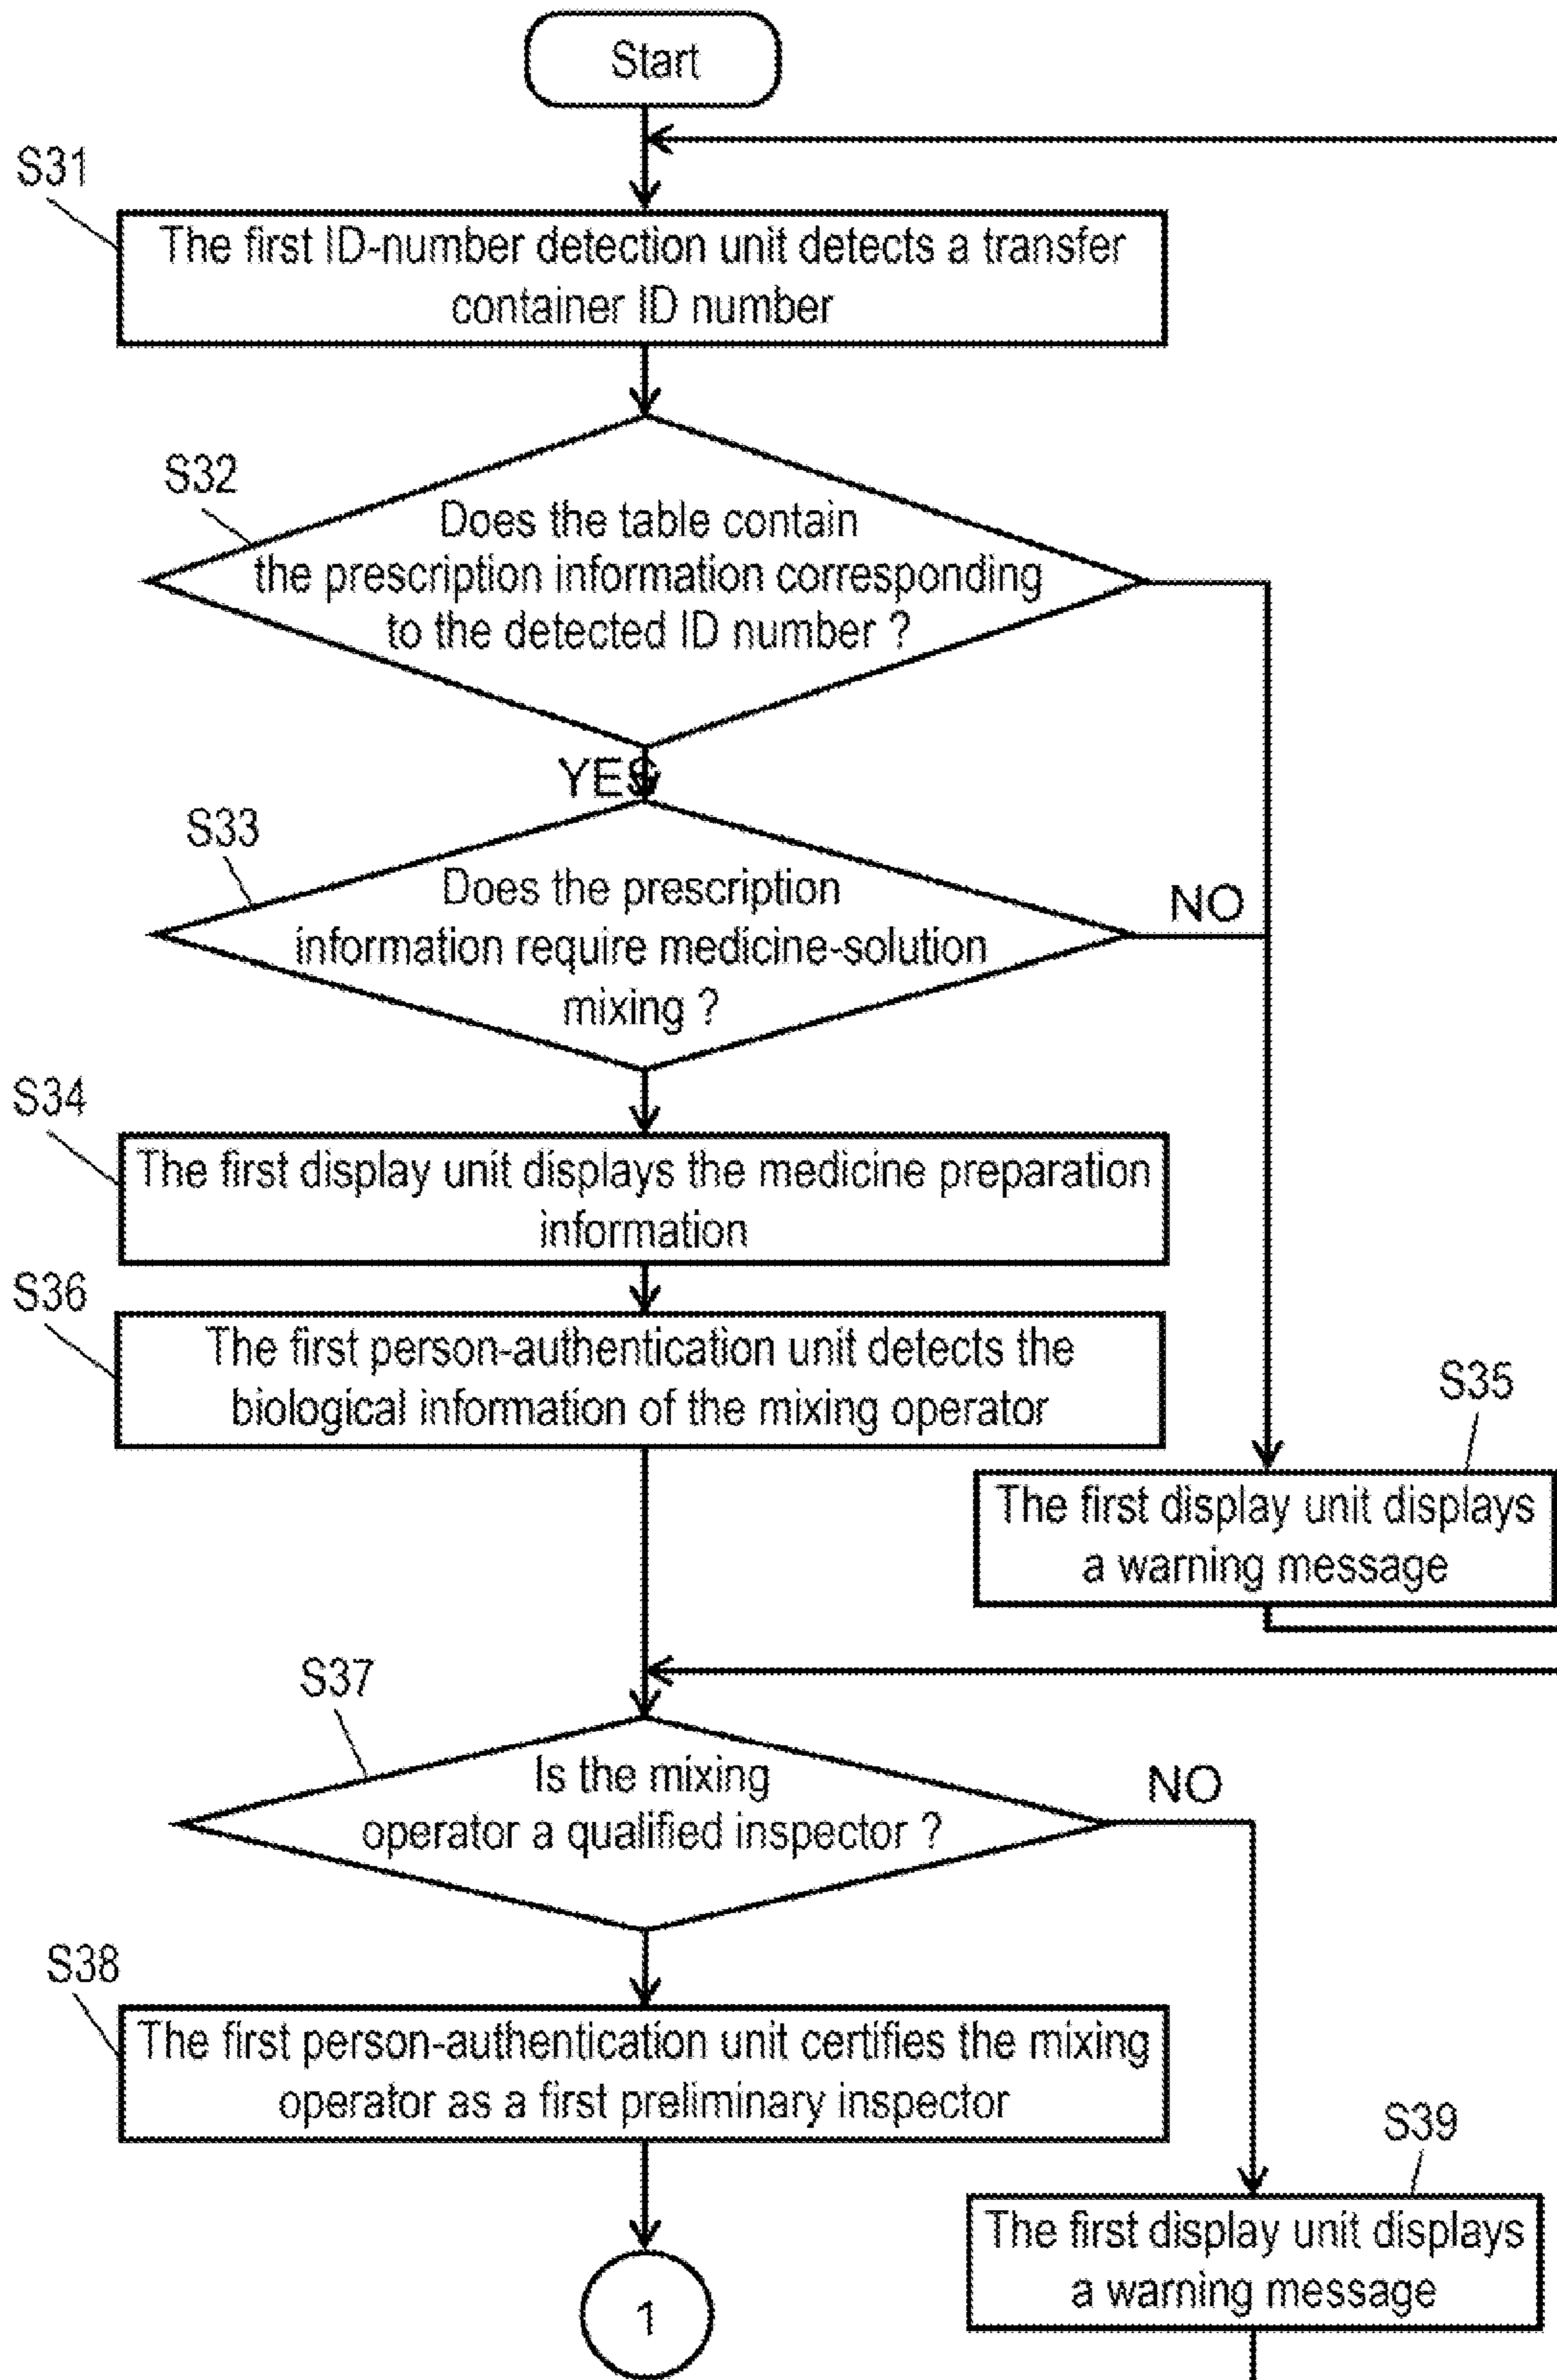 Start
S31
The first ID-number detection unit detects a transfer
container ID number
S32
Does the table contain
the prescription information corresponding
to the detected ID number ?
YES
S33
Does the prescription
information require medicine-solution
mixing ?
NO
S34
The first display unit displays the medicine preparation
information
S36
The first person-authentication unit detects the
biological information of the mixing operator
S35
The first display unit displays
a warning message
S37
Is the mixing
operator a qualified inspector ?
NO
S38
The first person-authentication unit certifies the mixing
operator as a first preliminary inspector
S39
The first display unit displays
a warning message
1